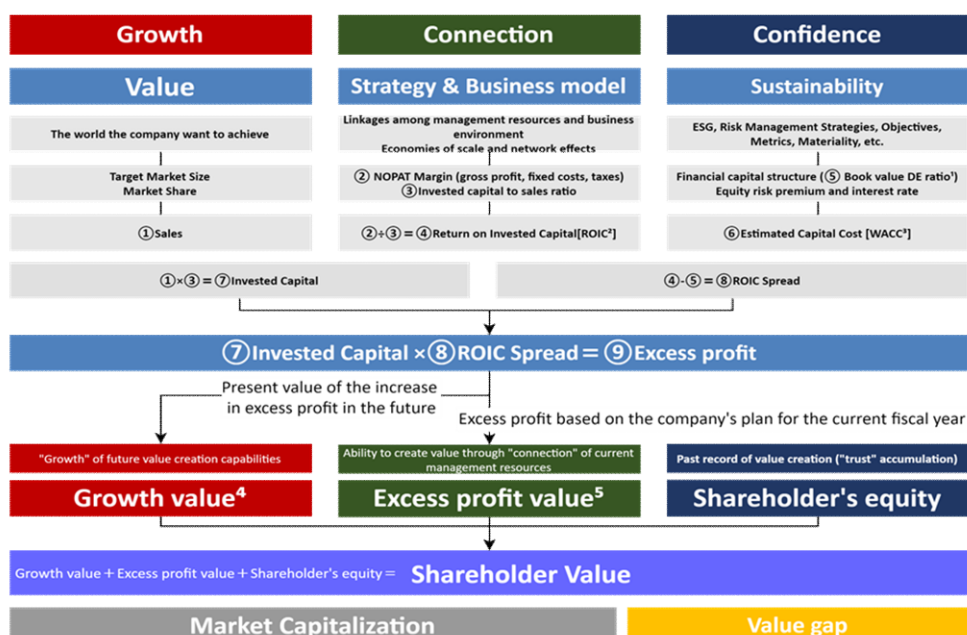 Growth
Connection
Confidence
Value
Strategy & Business model
Sustainability
The world the company want to achieve
Linkages among management resources and business
environment
Economies of scale and network effects
ESG, Risk Management Strategies, Objectives,
Metrics, Materiality, etc.
Target Market Size
Market Share
② NOPAT Margin (gross profit, fixed costs, taxes)
③Invested capital to sales ratio
Financial capital structure (⑤ Book value DE ratio¹)
Equity risk premium and interest rate
①Sales
②÷③＝④Return on Invested Capital[ROIC²]
⑥Estimated Capital Cost [WACC³]
①×③＝⑦Invested Capital
④-⑤＝⑧ROIC Spread
⑦Invested Capital ×⑧ROIC Spread＝⑨Excess profit
Present value of the increase
in excess profit in the future
Excess profit based on the company's plan for the current fiscal year
"Growth" of future value creation capabilities
Ability to create value through "connection" of current
management resources
Past record of value creation ("trust" accumulation)
Growth value⁴
Excess profit value⁵
Shareholder's equity
Growth value＋Excess profit value＋Shareholder's equity＝ Shareholder Value
Market Capitalization
Value gap